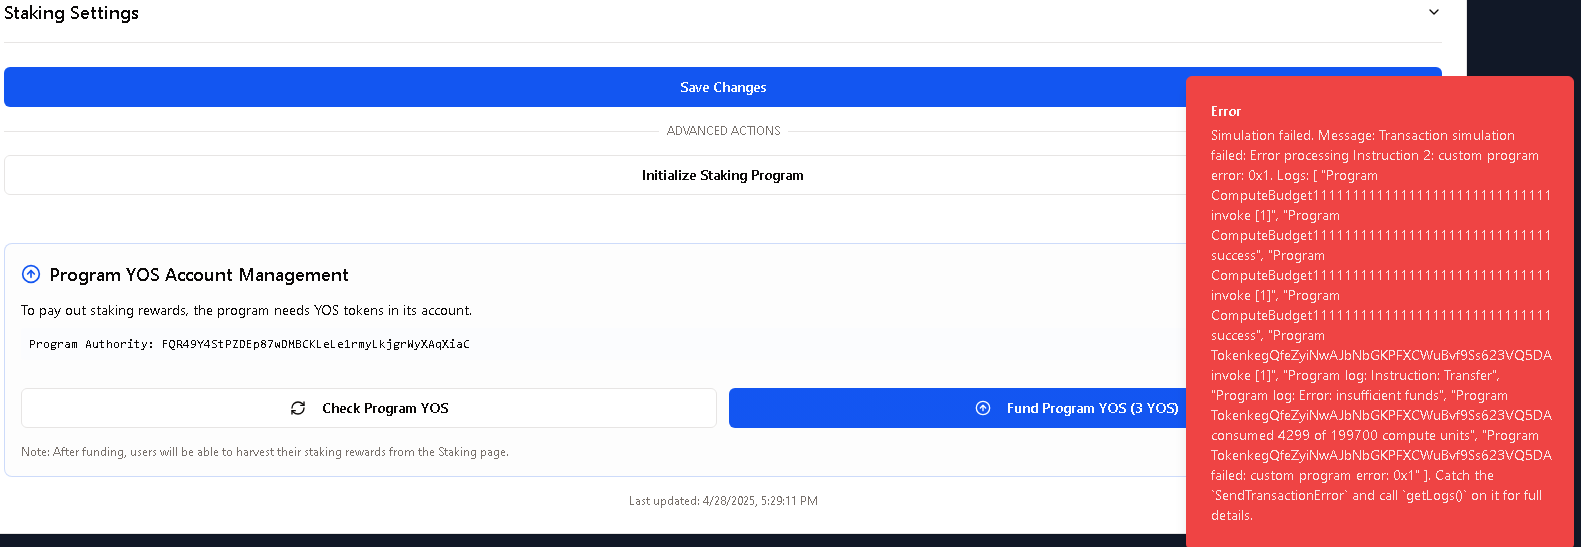 Staking Settings
Save Changes
ADVANCED ACTIONS
Initialize Staking Program
Program YOS Account Management
To pay out staking rewards, the program needs YOS tokens in its account.
Program Authority: FQR49Y4StPZDEp87wDMBCKLeLe1rmyLkjgnWyXAqXiaC
Check Program YOS
Fund Program YOS (3 YOS)
Note: After funding, users will be able to harvest their staking rewards from the Staking page.
Last updated: 4/28/2025, 5:29:11 PM
Error
Simulation failed. Message: Transaction simulation
failed: Error processing Instruction 2: custom program
error: 0x1. Logs: [ "Program
ComputeBudget111111111111111111111111111111
invoke [1]", "Program
ComputeBudget111111111111111111111111111111
success", "Program
ComputeBudget111111111111111111111111111111
invoke [1]", "Program
ComputeBudget111111111111111111111111111111
success", "Program
TokenkegQfeZyiNwAJbNbGKPFXCWuBvf9Ss623VQ5DA
invoke [1]", "Program log: Instruction: Transfer",
"Program log: Error: insufficient funds", "Program
TokenkegQfeZyiNwAJbNbGKPFXCWuBvf9Ss623VQ5DA
consumed 4299 of 199700 compute units", "Program
TokenkegQfeZyiNwAJbNbGKPFXCWuBvf9Ss623VQ5DA
failed: custom program error: 0x1" ]. Catch the
`SendTransactionError` and call `getLogs()` on it for full
details.